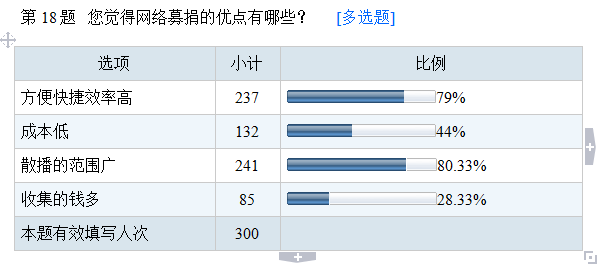 第 18 题 您觉得网络募捐的优点有哪些？ [多选题]
选项 小计 比例
方便快捷效率高 237 79%
成本低 132 44%
散播的范围广 241 80.33%
收集的钱多 85 28.33%
本题有效填写人次 300